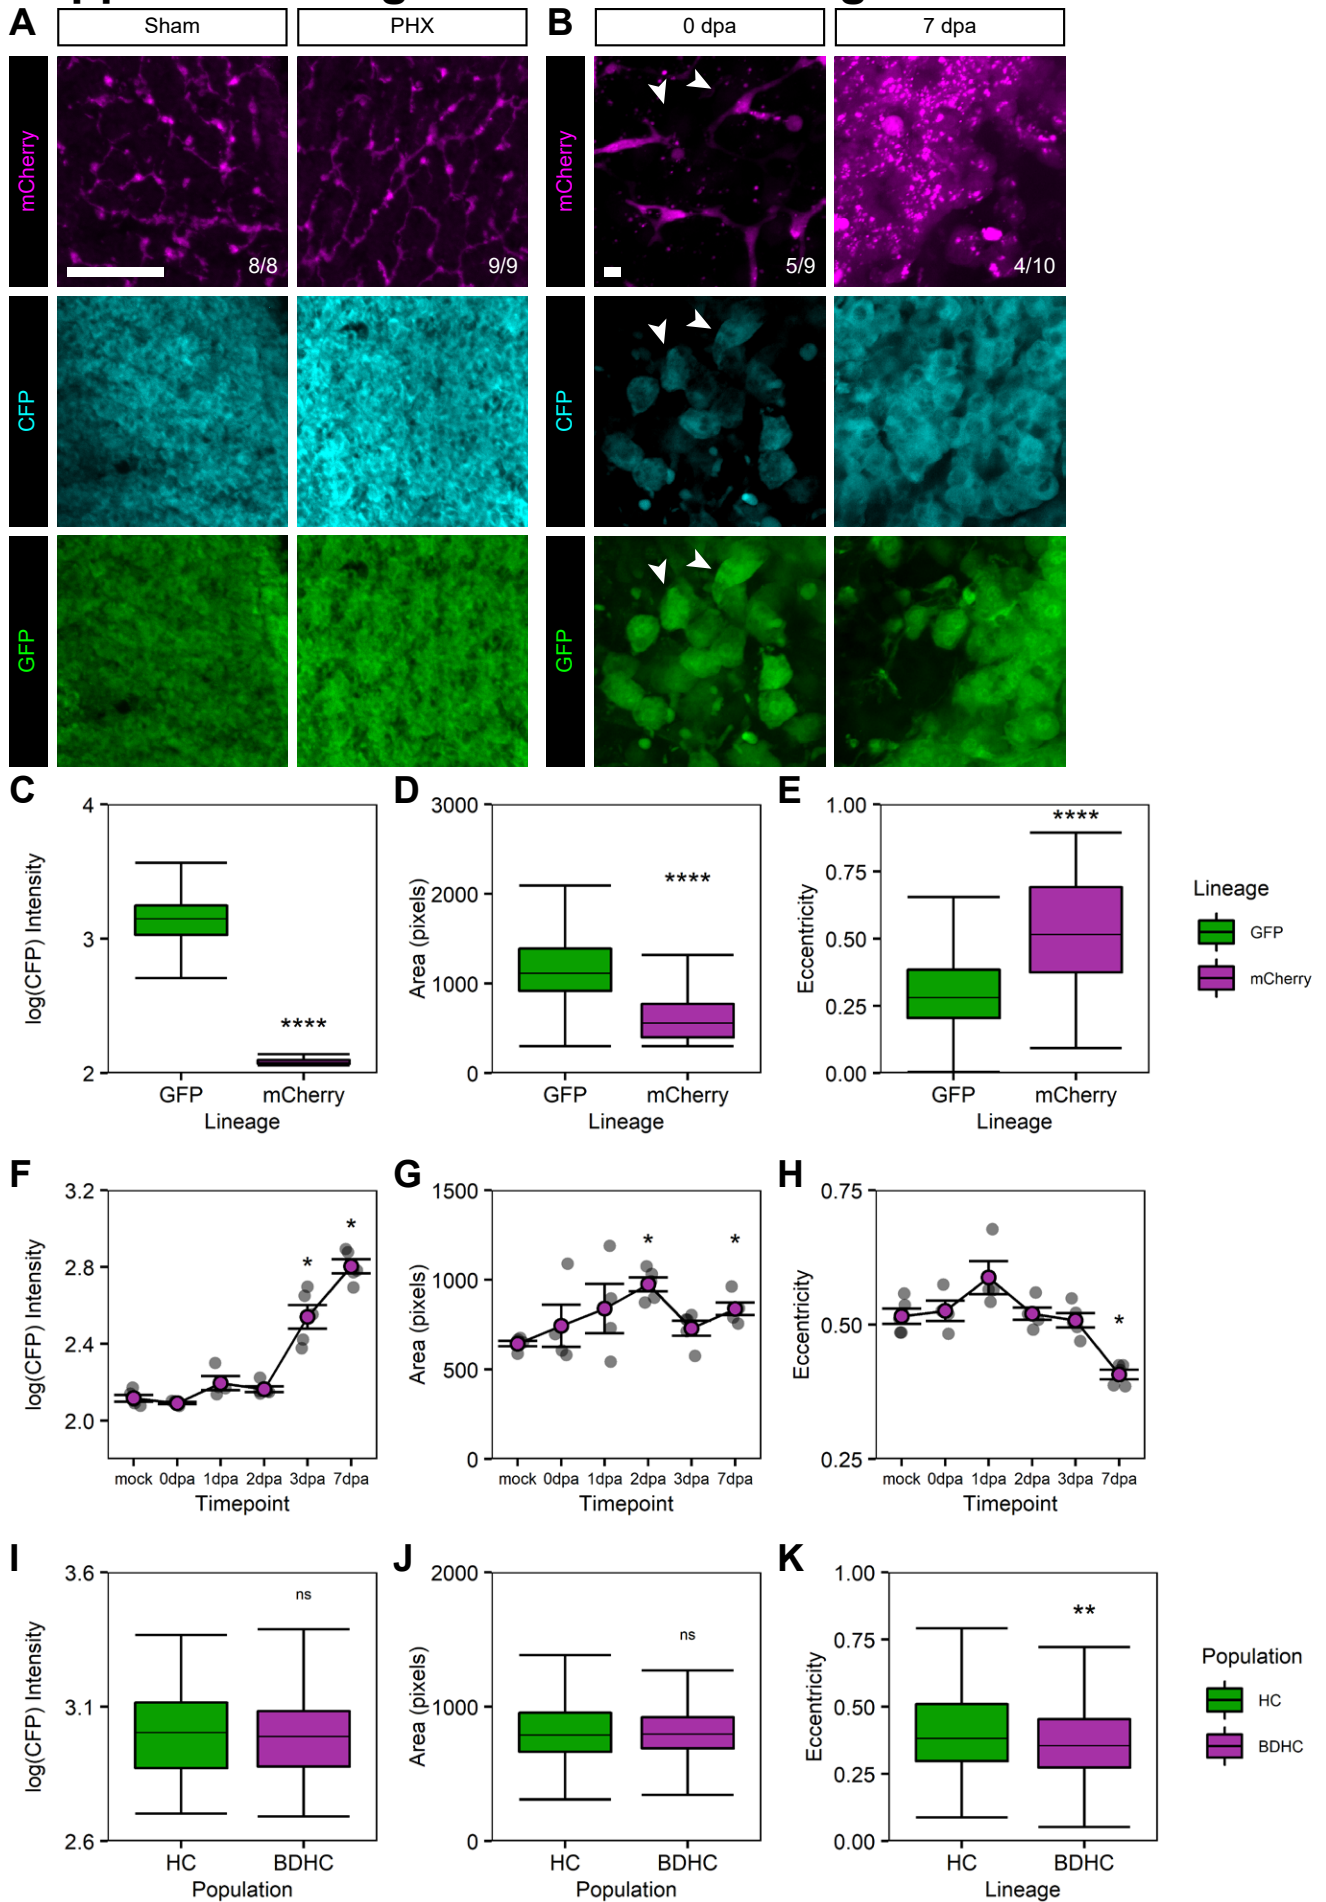 A
Sham
PHX
B
0 dpa
7 dpa
mCherry
8/8
9/9
mCherry
5/9
4/10
CFP
CFP
GFP
GFP
C
4
3
2
log(CFP) Intensity
****
GFP
mCherry
Lineage
D
3000
2000
1000
0
Area (pixels)
****
GFP
mCherry
Lineage
E
1.00
0.75
0.50
0.25
0.00
Eccentricity
****
GFP
mCherry
Lineage
Lineage
GFP
mCherry
F
3.2
2.8
2.4
2.0
log(CFP) Intensity
*
*
mock 0dpa 1dpa 2dpa 3dpa 7dpa
Timepoint
G
1500
1000
500
0
Area (pixels)
*
*
mock 0dpa 1dpa 2dpa 3dpa 7dpa
Timepoint
H
0.75
0.50
0.25
Eccentricity
*
mock 0dpa 1dpa 2dpa 3dpa 7dpa
Timepoint
I
3.6
3.1
2.6
log(CFP) Intensity
ns
HC
BDHC
Population
J
2000
1000
0
Area (pixels)
ns
HC
BDHC
Population
K
1.00
0.75
0.50
0.25
0.00
Eccentricity
**
HC
BDHC
Lineage
Population
HC
BDHC